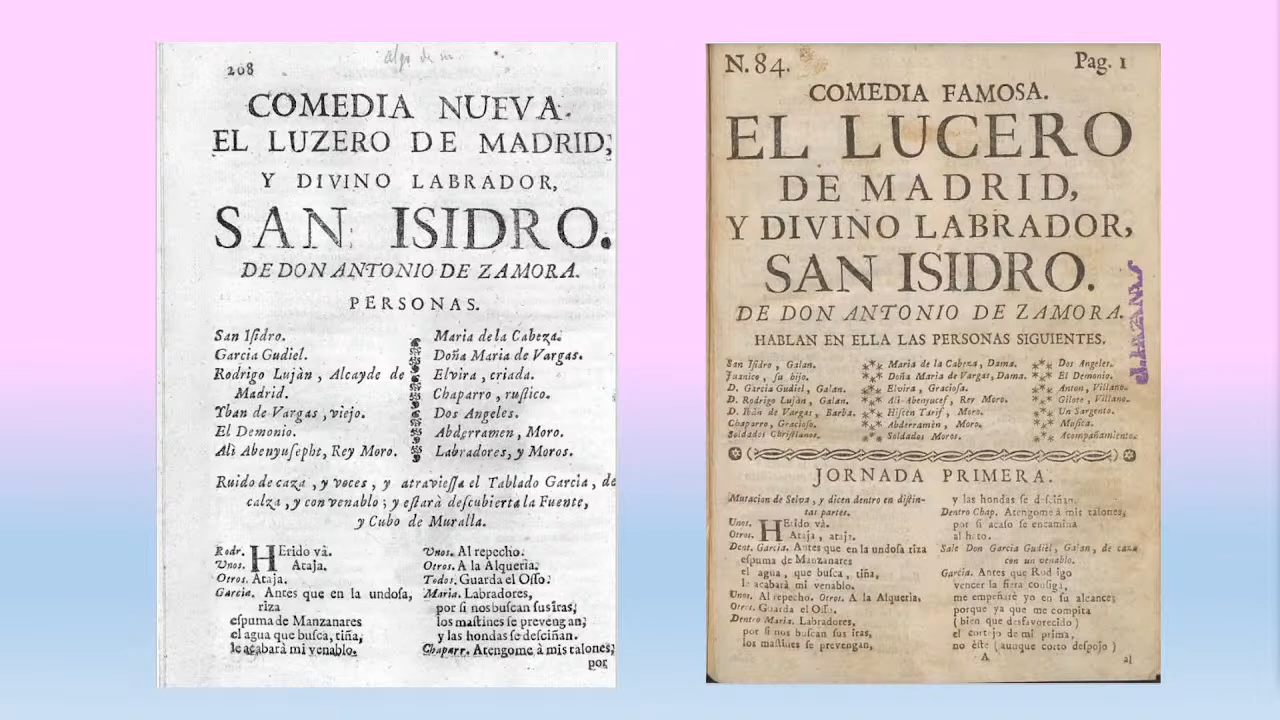 208
COMEDIA NUEVA.
EL LUZERO DE MADRID,
Y DIVINO LABRADOR,
SAN ISIDRO.
DE DON ANTONIO DE ZAMORA.
PERSONAS.
San Isidro.
Garcia Gudiel.
Rodrigo Lujàn, Alcayde de
Madrid.
Yban de Vargas, viejo.
El Demonio.
Alì Abenyusephe, Rey Moro.
Maria de la Cabeza.
Doña Maria de Vargas.
Elvira, criada.
Chaparro, rustico.
Dos Angeles.
Abderramen, Moro.
Labradores, y Moros.
Ruido de caza, y voces, y atraviessa el Tablado Garcia, de
calza, y con venablo; y estarà descubierta la Fuente,
y Cubo de Muralla.
Rodr. HErido và.
Unos. Ataja.
Otros. Ataja.
Garcia. Antes que en la undosa,
riza
espuma de Manzanares
el agua que busca, tiña,
le acabarà mi venablo.
Unos. Al repecho.
Otros. A la Alqueria.
Todos. Guarda el Osso.
Maria. Labradores,
por si nos buscan sus iras,
los mastines se prevengan;
y las hondas se desciñan.
Chaparr. Atengome à mis talones;
por
N. 84.
Pag. 1
COMEDIA FAMOSA.
EL LUCERO
DE MADRID,
Y DIVINO LABRADOR,
SAN ISIDRO.
DE DON ANTONIO DE ZAMORA.
HABLAN EN ELLA LAS PERSONAS SIGUIENTES.
San Isidro, Galan.
Juanico, su hijo.
D. Garcia Gudiel, Galan.
D. Rodrigo Luján, Galan.
D. Ibàn de Vargas, Barba.
Chaparro, Gracioso.
Soldados Christianos.
Maria de la Cabeza, Dama.
Doña Maria de Vargas, Dama.
Elvira, Graciosa.
Alì-Abenyucef, Rey Moro.
Hiscen Tarif, Moro.
Abderramèn, Moro.
Soldados Moros.
Dos Angeles.
El Demonio.
Anton, Villano.
Gilote, Villano.
Un Sargento.
Musica.
Acompañamiento.
JORNADA PRIMERA.
Mutacion de Selva, y dicen dentro en distin-
tas partes.
Unos. HErido và.
Otros. Ataja, ataja.
Dent. Garcia. Antes que en la undosa riza
espuma de Manzanares
el agua, que busca, tiña,
le acabarà mi venablo.
Unos. Al repecho. Otros. A la Alqueria.
Otros. Guarda el Osso.
Dentro Maria. Labradores,
por si nos buscan sus iras,
los mastines se prevengan,
y las hondas se desciñan.
Dentro Chap. Atengome à mis talones,
por si acaso se encamina
al hato.
Sale Don Garcia Gudièl, Galan, de caza
con un venablo.
Garcia. Antes que Rodrigo
vencer la fiera consiga,
me empeñarè yo en su alcance;
porque ya que me compita
(bien que desfavorecido)
el cortejo de mi prima,
no èste (aunque corto despojo)
A
al